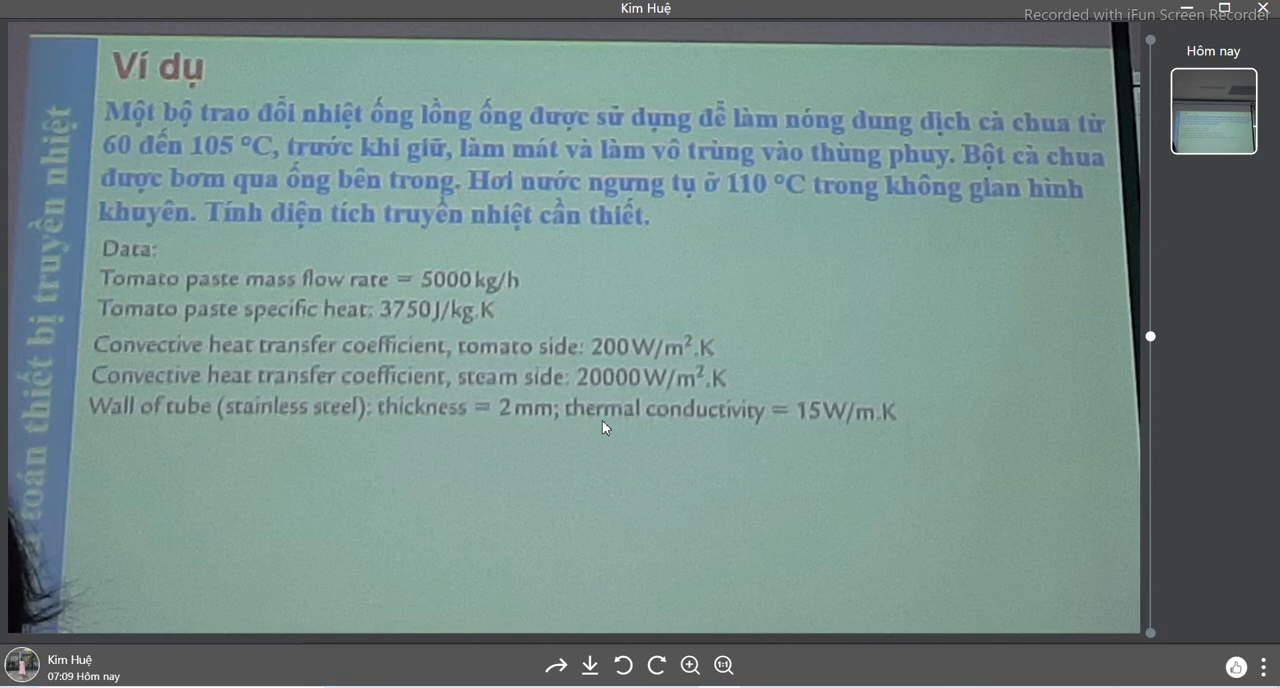 Kim Huệ
Recorded with iFun Screen Recorder
Hôm nay
Ví dụ
Một bộ trao đổi nhiệt ống lồng ống được sử dụng để làm nóng dung dịch cà chua từ
60 đến 105 °C, trước khi giữ, làm mát và làm vô trùng vào thùng phuy. Bột cà chua
được bơm qua ống bên trong. Hơi nước ngưng tụ ở 110 °C trong không gian hình
khuyên. Tính diện tích truyền nhiệt cần thiết.
Data:
Tomato paste mass flow rate = 5000 kg/h
Tomato paste specific heat: 3750 J/kg.K
Convective heat transfer coefficient, tomato side: 200 W/m².K
Convective heat transfer coefficient, steam side: 20000 W/m².K
Wall of tube (stainless steel): thickness = 2 mm; thermal conductivity = 15 W/m.K
toán thiết bị truyền nhiệt
Kim Huệ
07:09 Hôm nay
1:1